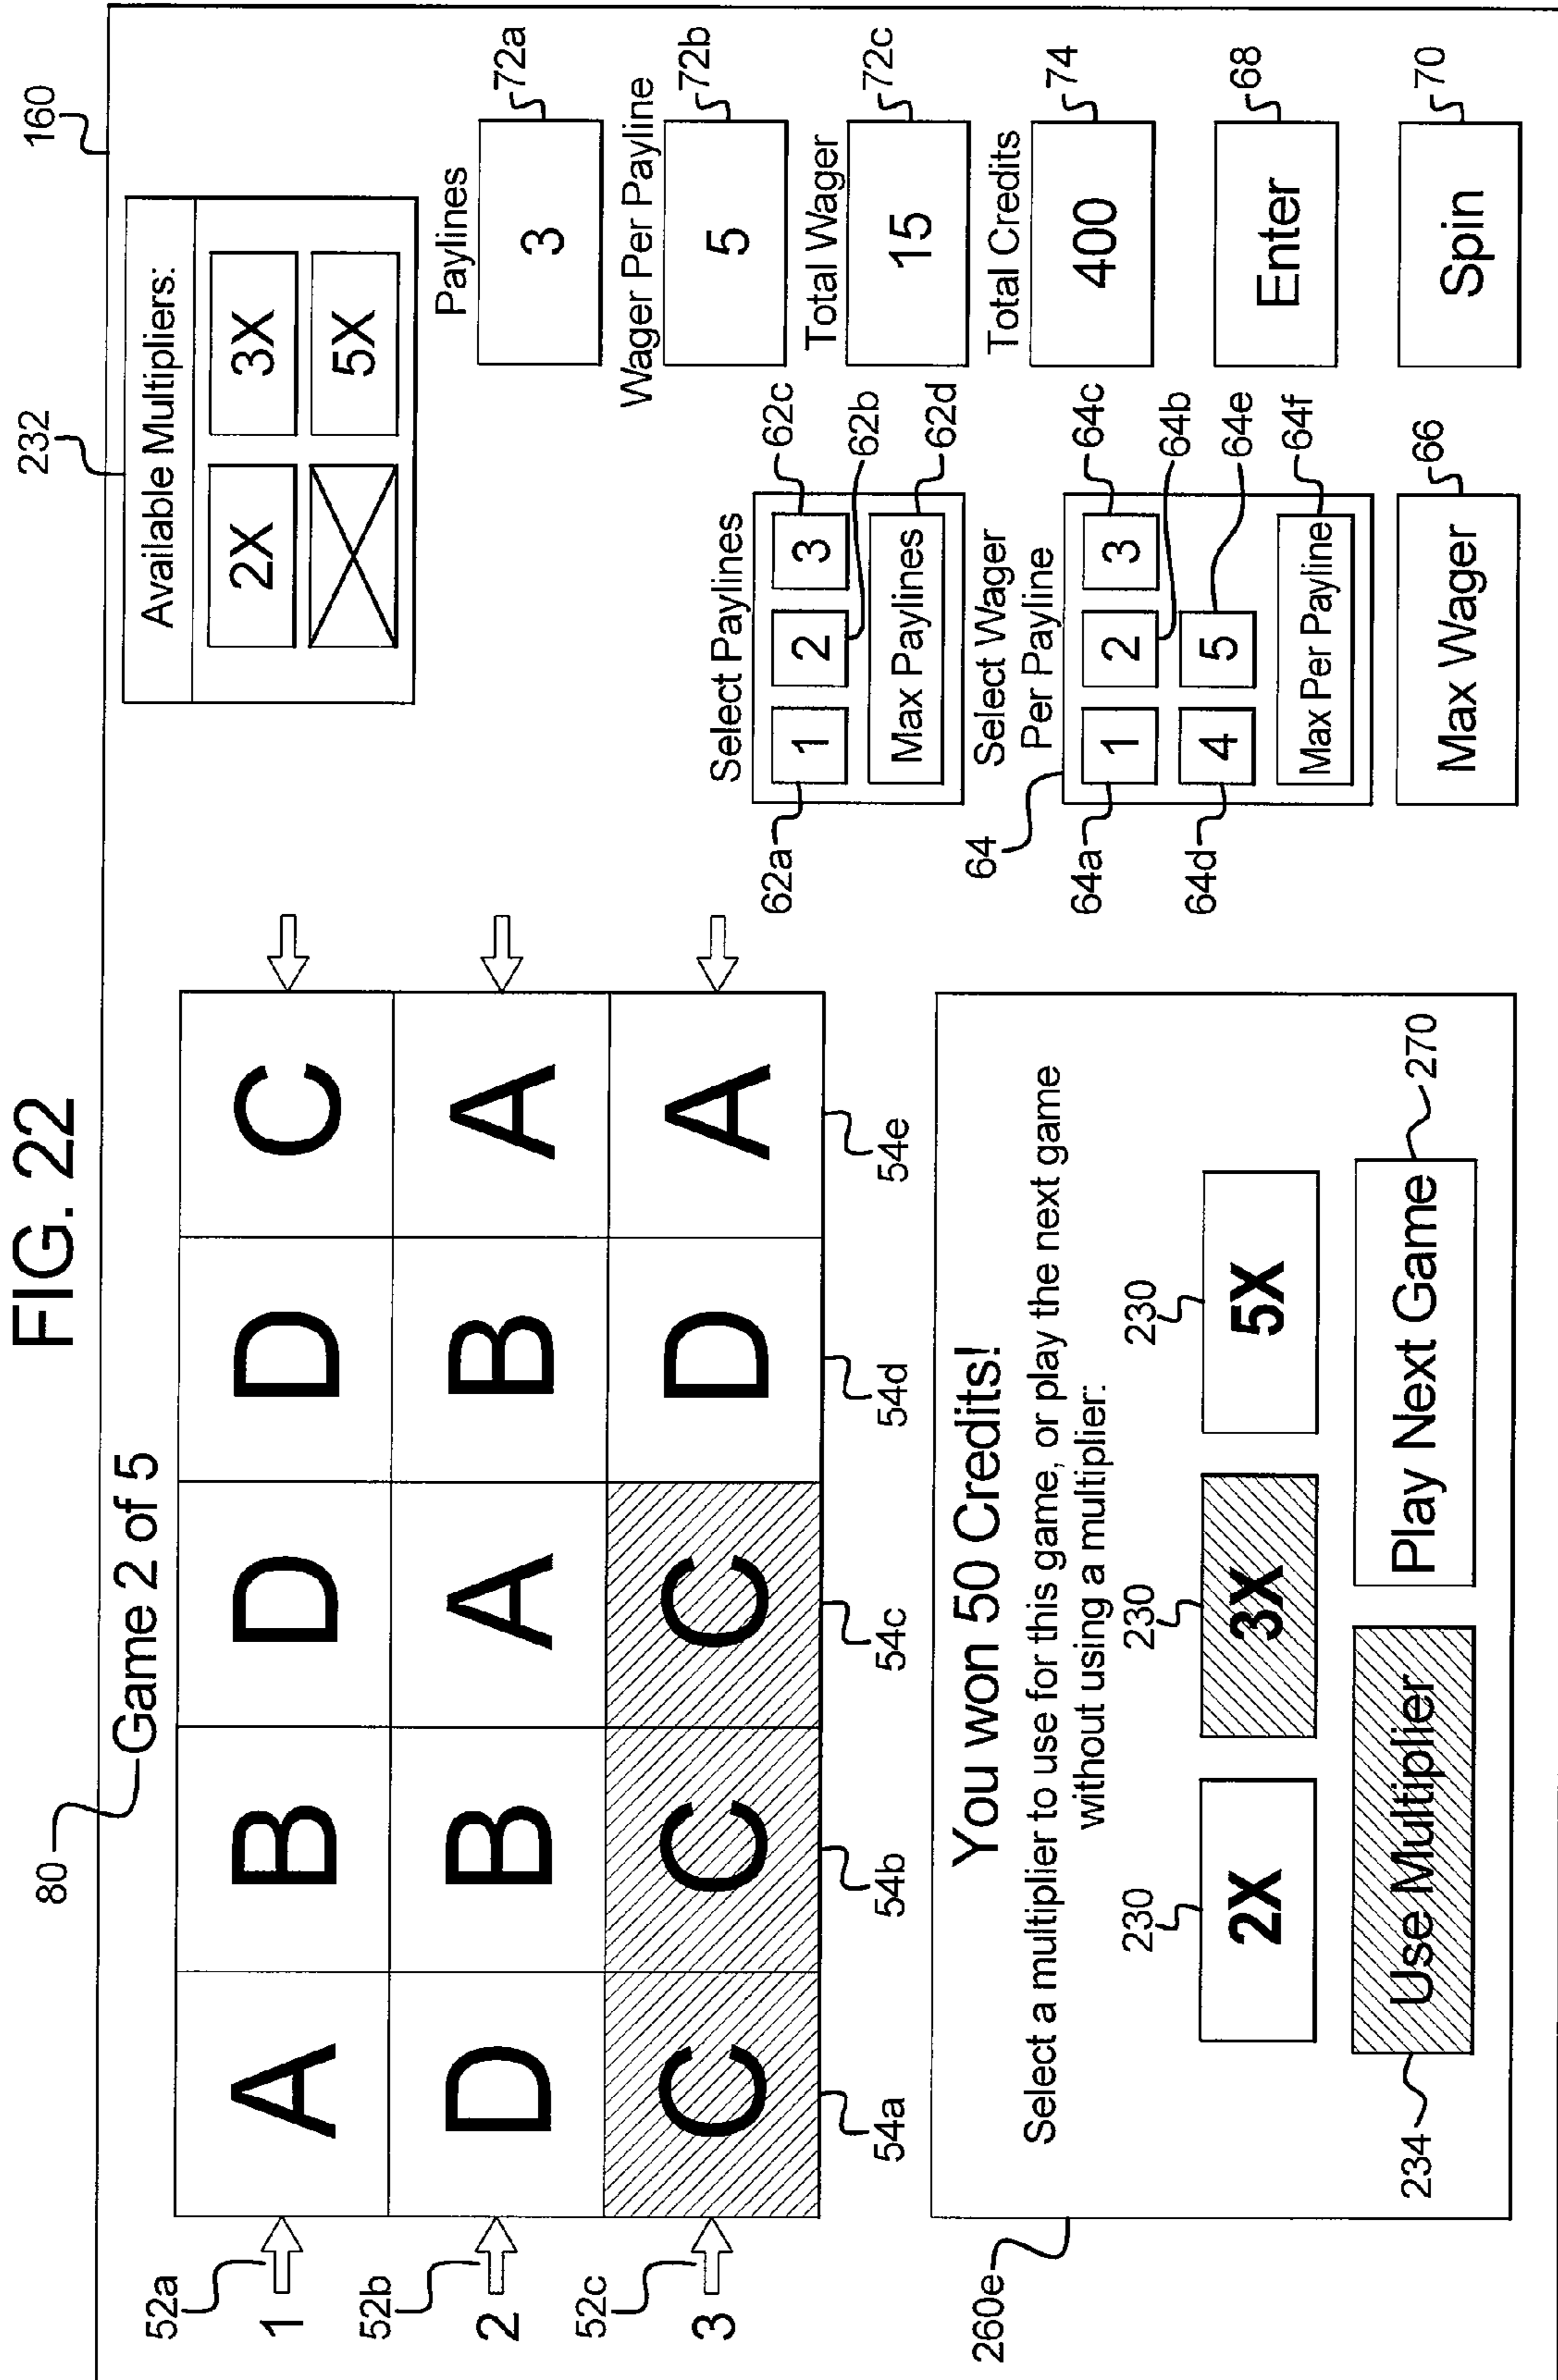 FIG. 22
80 Game 2 of 5
232
160
52a
1
A B D D C
52b
2
D B A B A
52c
3
C C C D A
54a 54b 54c 54d 54e
260e
You won 50 Credits!
Select a multiplier to use for this game, or play the next game
without using a multiplier:
230 230 230
2X 3X 5X
Use Multiplier Play Next Game
234
270
Available Multipliers:
2X 3X
5X
Paylines
3
72a
Wager Per Payline
5
72b
Total Wager
15
72c
Total Credits
400
74
Enter
68
Spin
70
Select Paylines
1 2 3
Max Paylines
62a
62c
62b
62d
Select Wager
Per Payline
64
1 2 3
4 5
Max Per Payline
64a
64d
64c
64b
64e
64f
Max Wager
66